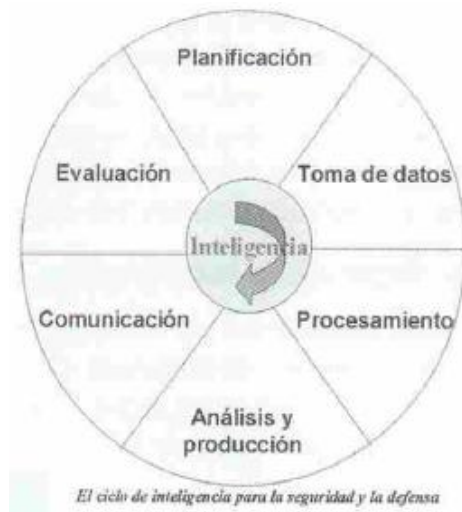 Planificación
Evaluación
Toma de datos
Inteligencia
Comunicación
Procesamiento
Análisis y
producción
El ciclo de inteligencia para la seguridad y la defensa